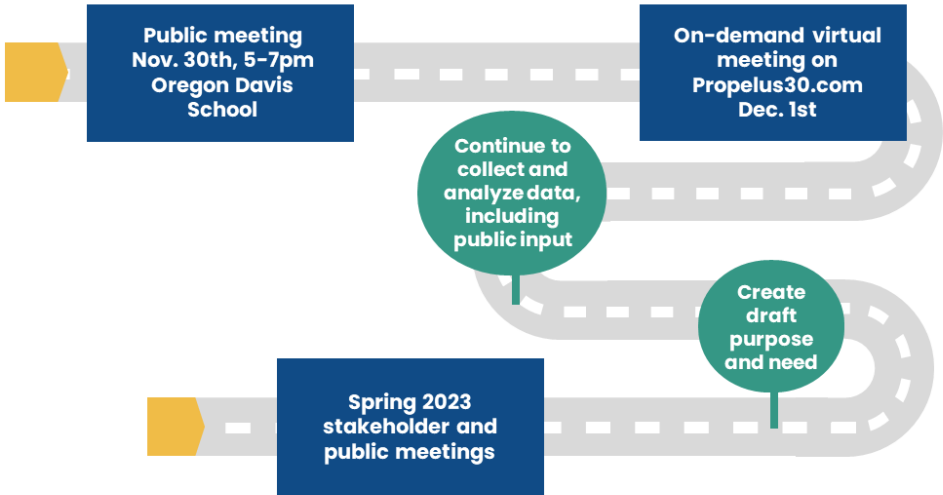 Public meeting
Nov. 30th, 5-7pm
Oregon Davis
School
On-demand virtual
meeting on
Propelus30.com
Dec. 1st
Continue to
collect and
analyze data,
including
public input
Create
draft
purpose
and need
Spring 2023
stakeholder and
public meetings